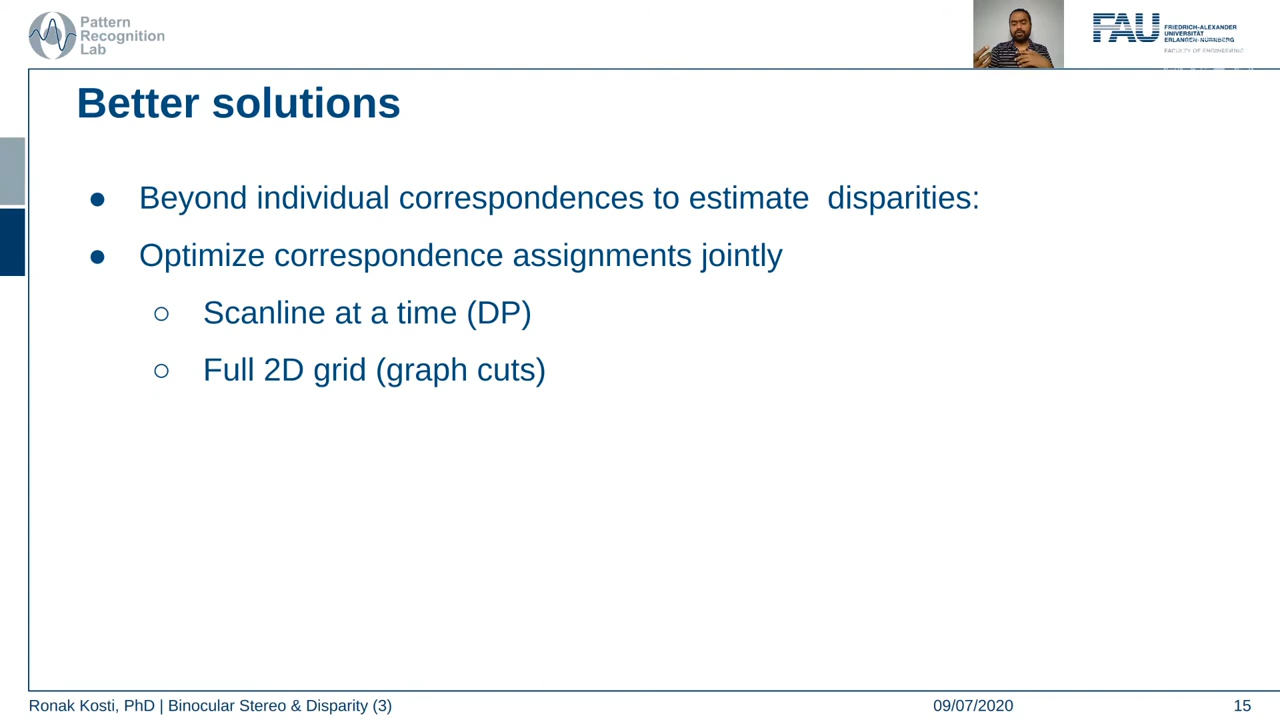 Pattern
Recognition
Lab
FAU
FRIEDRICH-ALEXANDER
UNIVERSITÄT
ERLANGEN-NÜRNBERG
FACULTY OF ENGINEERING
Better solutions
● Beyond individual correspondences to estimate  disparities:
● Optimize correspondence assignments jointly
○ Scanline at a time (DP)
○ Full 2D grid (graph cuts)
Ronak Kosti, PhD | Binocular Stereo & Disparity (3) 09/07/2020 15